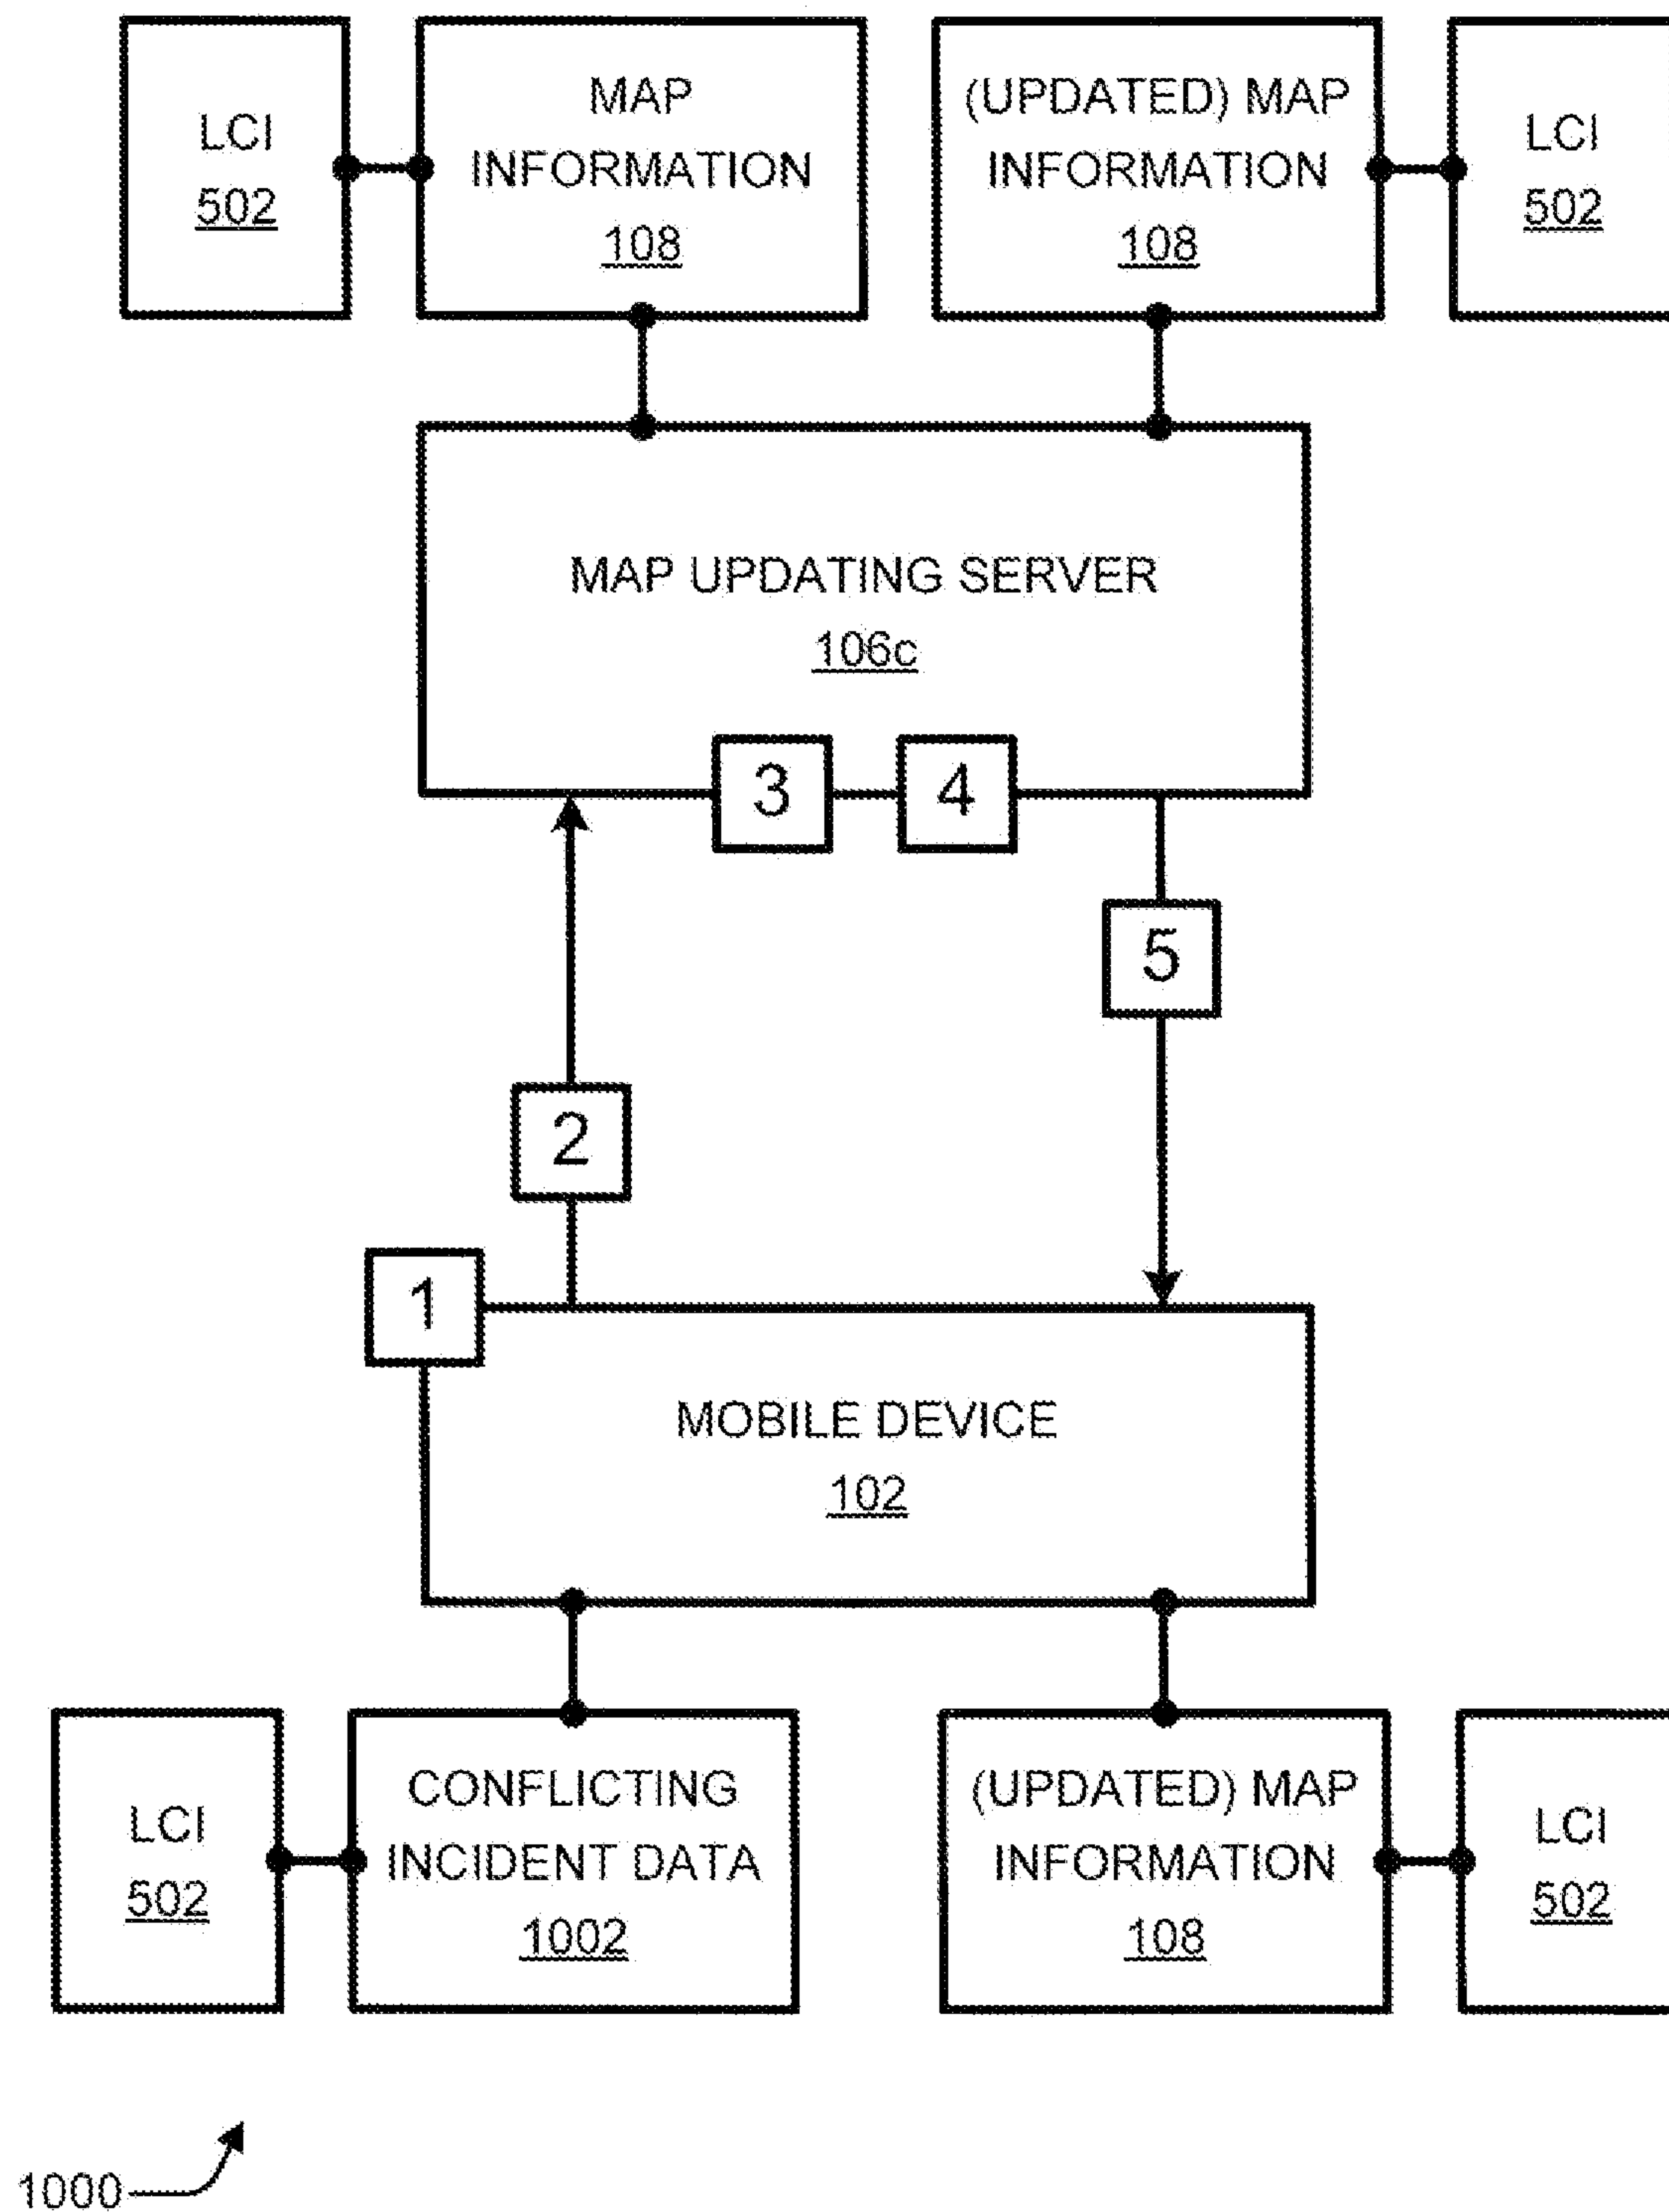 LCI
502
MAP
INFORMATION
108
(UPDATED) MAP
INFORMATION
108
LCI
502
MAP UPDATING SERVER
106c
3
4
5
2
1
MOBILE DEVICE
102
LCI
502
CONFLICTING
INCIDENT DATA
1002
(UPDATED) MAP
INFORMATION
108
LCI
502
1000